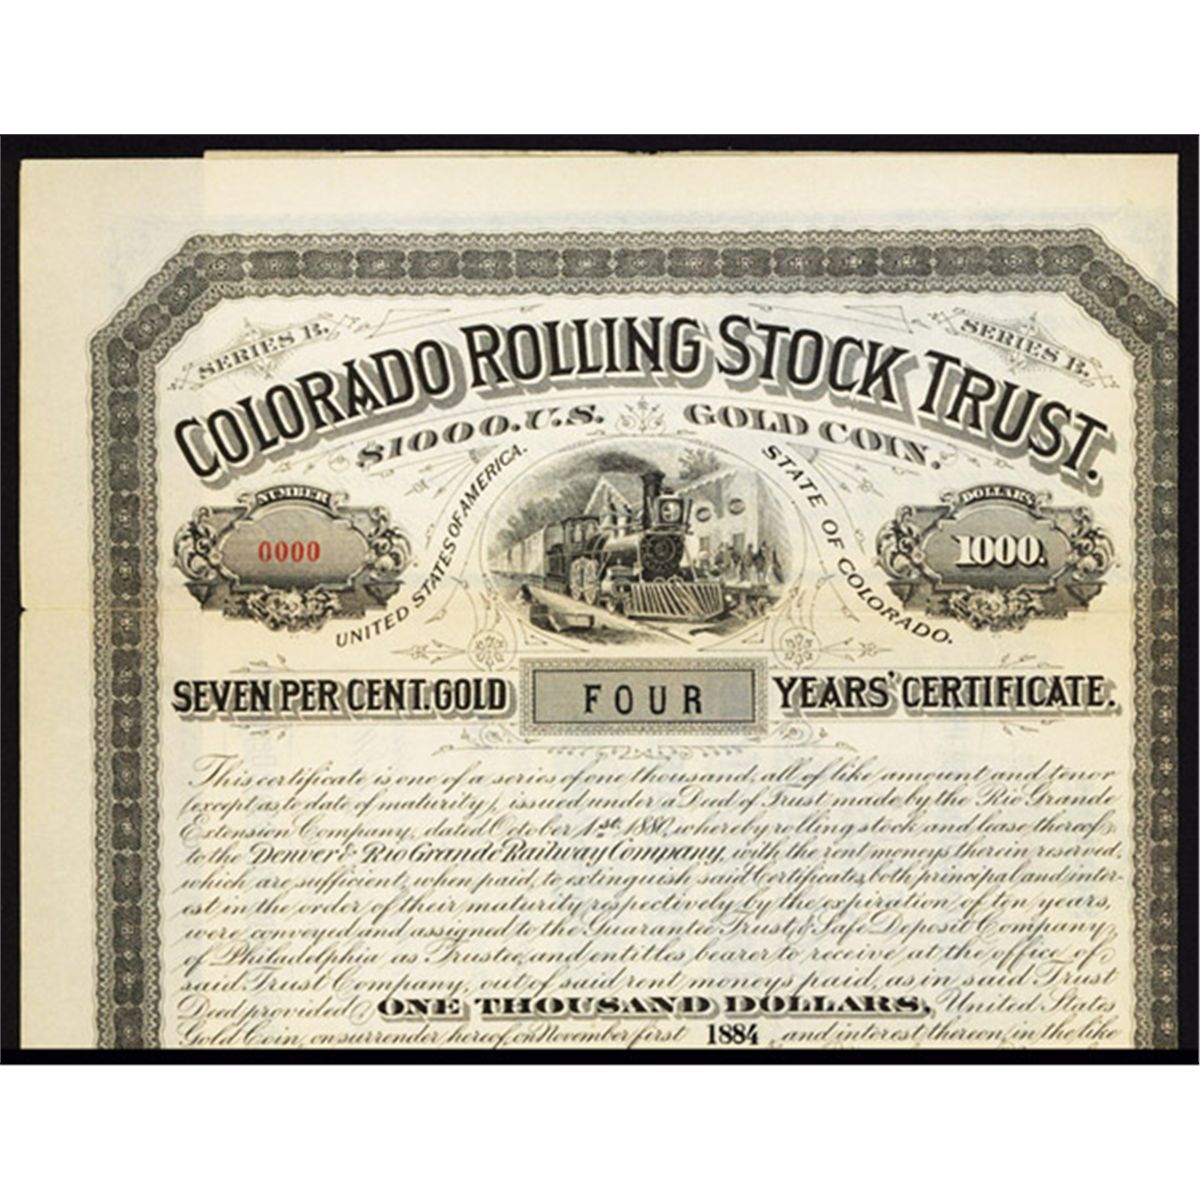 SERIES B. SERIES B.
COLORADO ROLLING STOCK TRUST.
$1000. U.S. GOLD COIN.
UNITED STATES OF AMERICA. STATE OF COLORADO.
NUMBER DOLLARS
0000 1000.
SEVEN PER CENT. GOLD FOUR YEARS' CERTIFICATE.
This certificate is one of a series of one thousand, all of like amount and tenor
(except as to date of maturity), issued under a Deed of Trust made by the Rio Grande
Extension Company, dated October 1st. 1880, whereby rolling stock and lease thereof
to the Denver & Rio Grande Railway Company, with the rent moneys therein reserved,
which are sufficient, when paid, to extinguish said Certificates, both principal and inter-
est in the order of their maturity respectively by the expiration of ten years,
were conveyed and assigned to the Guarantee Trust & Safe Deposit Company
of Philadelphia as Trustee, and entitles bearer to receive at the office of
said Trust Company, out of said rent moneys paid, as in said Trust
Deed provided, ONE THOUSAND DOLLARS, United States
Gold Coin, on surrender hereof, on November first 1884 and interest thereon, in the like